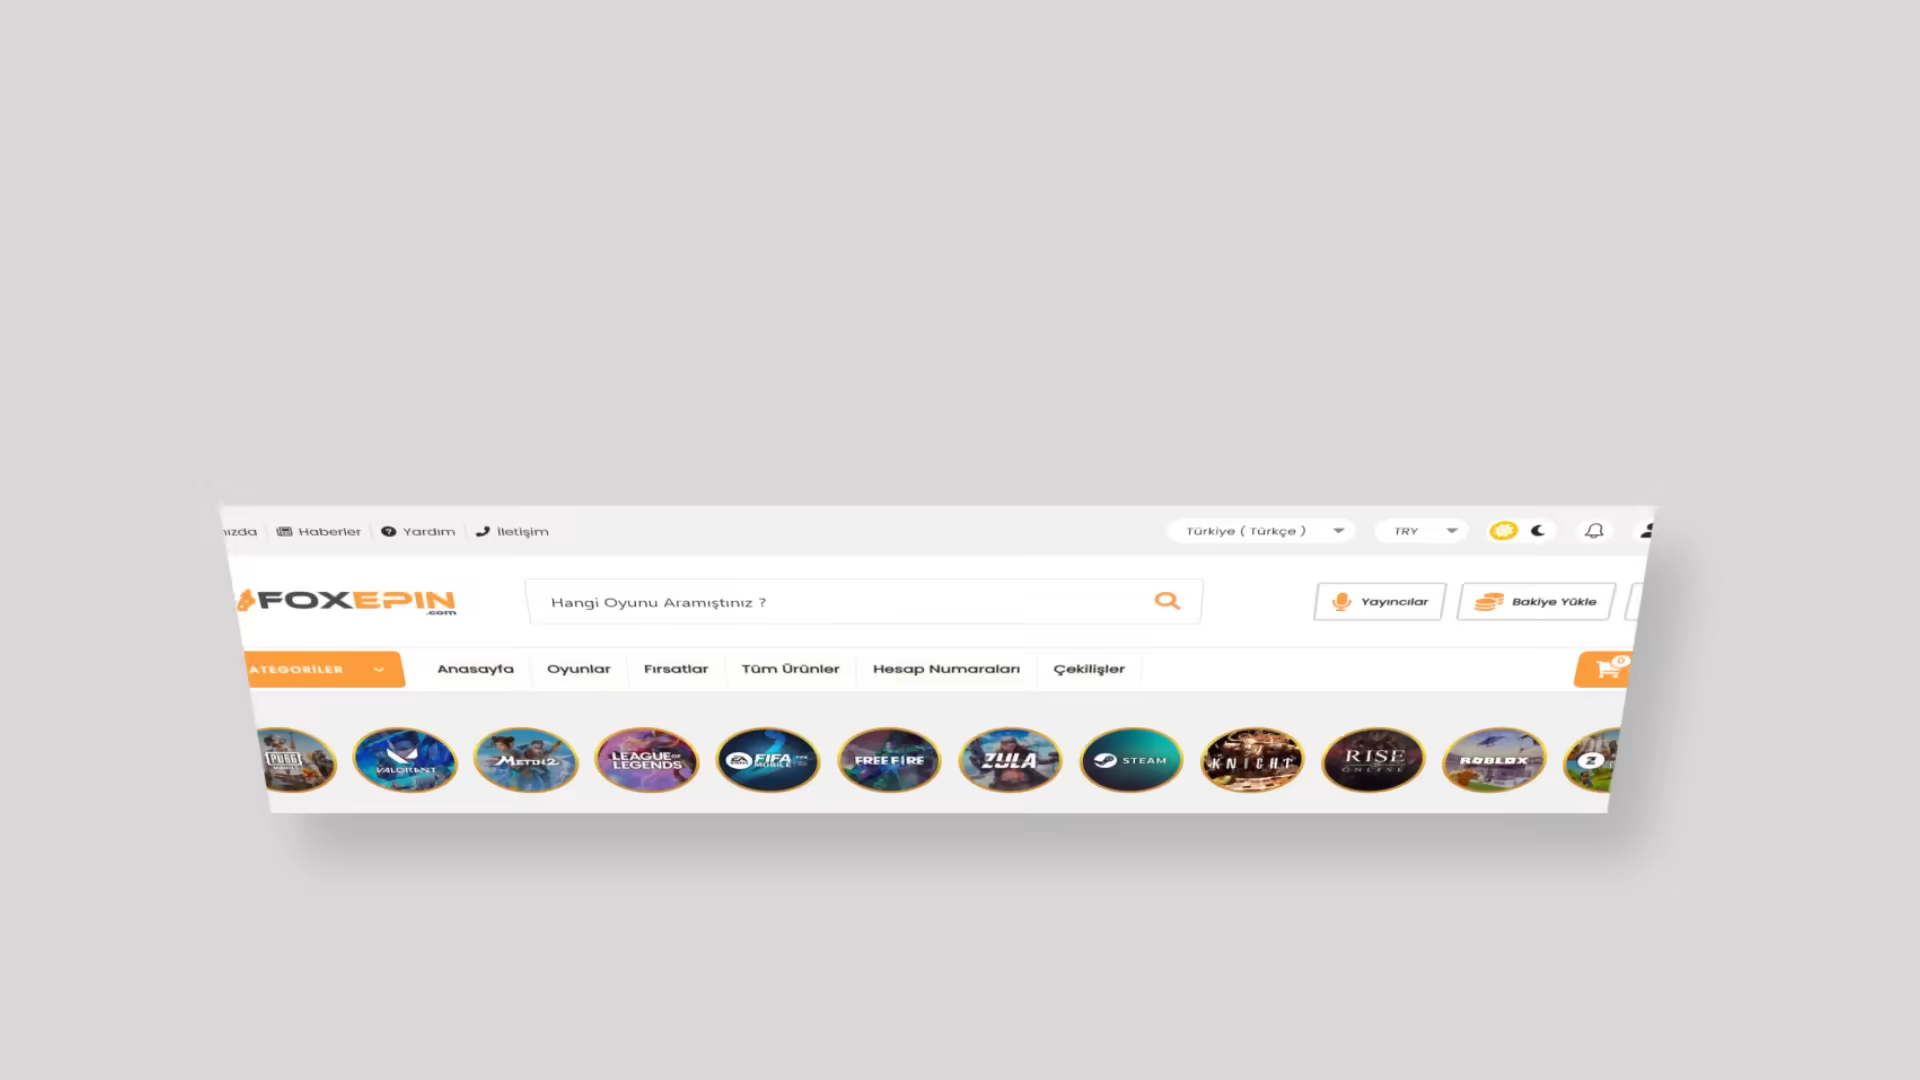 ızda Haberler Yardım İletişim Türkiye ( Türkçe ) TRY
FOXEPIN
.com
Hangi Oyunu Aramıştınız ?
Yayıncılar Bakiye Yükle
ATEGORİLER Anasayfa Oyunlar Fırsatlar Tüm Ürünler Hesap Numaraları Çekilişler 0
PUBG
VALORANT
METIN2
LEAGUE OF
LEGENDS
FIFA
MOBILE
FREE FIRE
ZULA
STEAM
KNIGHT
RISE
ONLINE
ROBLOX
Z